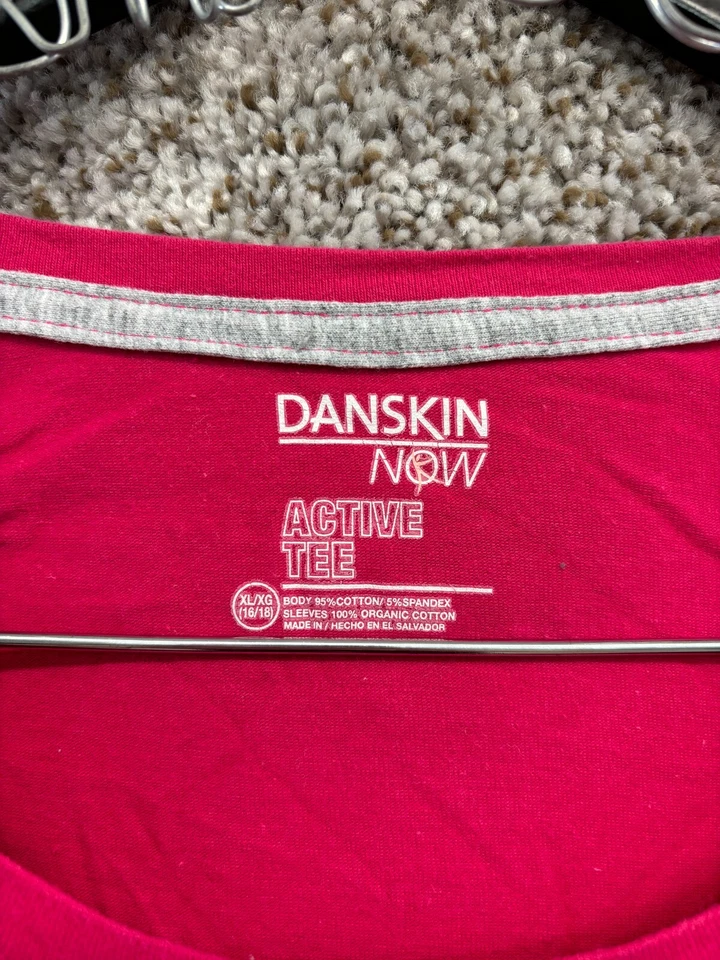 DANSKIN
NOW
ACTIVE
TEE
XL/XG
(16/18)
BODY 95%COTTON/ 5%SPANDEX
SLEEVES 100% ORGANIC COTTON
MADE IN / HECHO EN EL SALVADOR